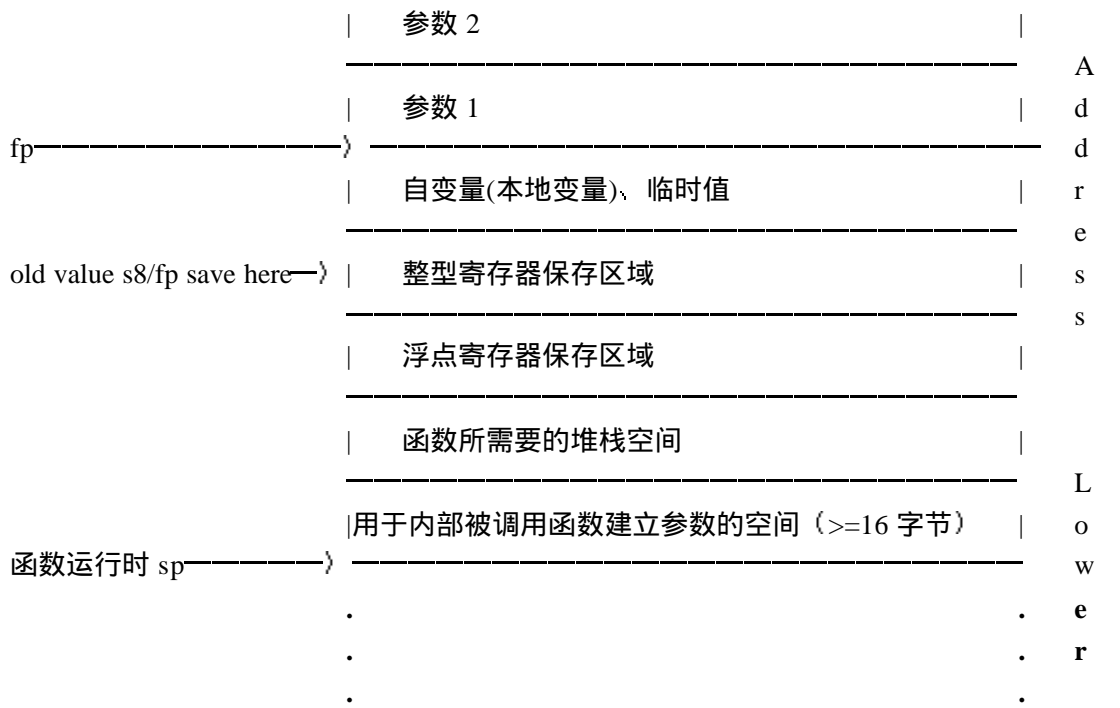 | 参数 2 |
A
| 参数 1 | d
fp——————————> d
| 自变量(本地变量)、临时值 | r
e
old value s8/fp save here—> | 整型寄存器保存区域 | s
s
| 浮点寄存器保存区域 |
| 函数所需要的堆栈空间 |
L
|用于内部被调用函数建立参数的空间（>=16 字节） | o
函数运行时 sp—————> w
. . e
. . r
. .